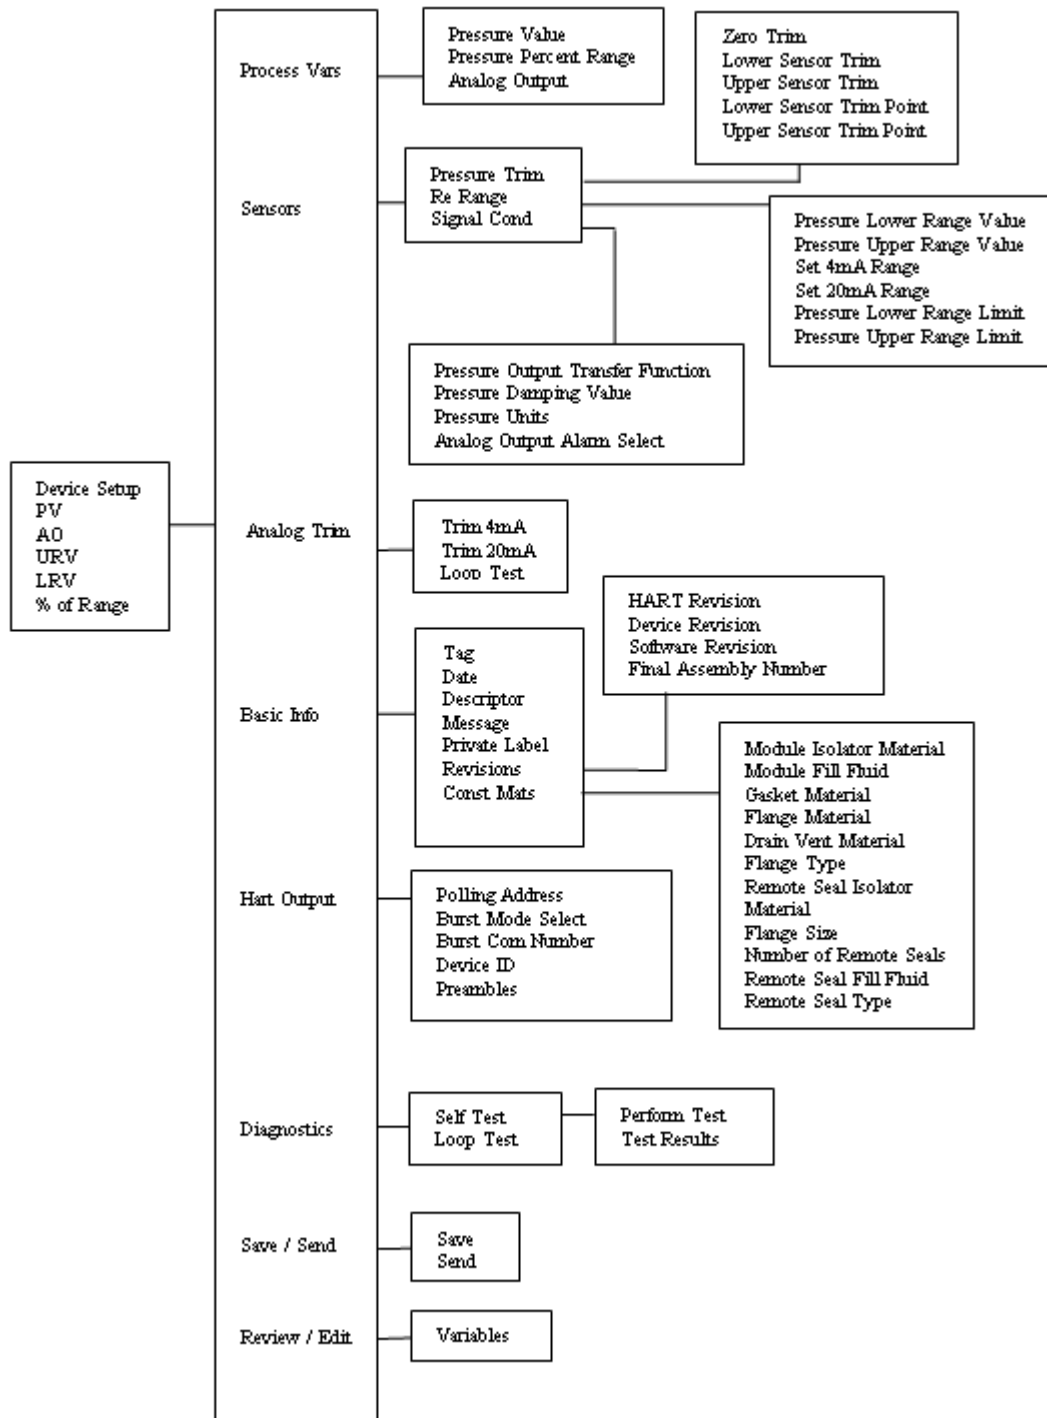 Device Setup
PV
AO
URV
LRV
% of Range
Process Vars
Pressure Value
Pressure Percent Range
Analog Output
Sensors
Pressure Trim
Re Range
Signal Cond
Zero Trim
Lower Sensor Trim
Upper Sensor Trim
Lower Sensor Trim Point
Upper Sensor Trim Point
Pressure Lower Range Value
Pressure Upper Range Value
Set 4mA Range
Set 20mA Range
Pressure Lower Range Limit
Pressure Upper Range Limit
Pressure Output Transfer Function
Pressure Damping Value
Pressure Units
Analog Output Alarm Select
Analog Trim
Trim 4mA
Trim 20mA
Loop Test
Basic Info
Tag
Date
Descriptor
Message
Private Label
Revisions
Const Mats
HART Revision
Device Revision
Software Revision
Final Assembly Number
Module Isolator Material
Module Fill Fluid
Gasket Material
Flange Material
Drain Vent Material
Flange Type
Remote Seal Isolator
Material
Flange Size
Number of Remote Seals
Remote Seal Fill Fluid
Remote Seal Type
Hart Output
Polling Address
Burst Mode Select
Burst Com Number
Device ID
Preambles
Diagnostics
Self Test
Loop Test
Perform Test
Test Results
Save / Send
Save
Send
Review / Edit
Variables